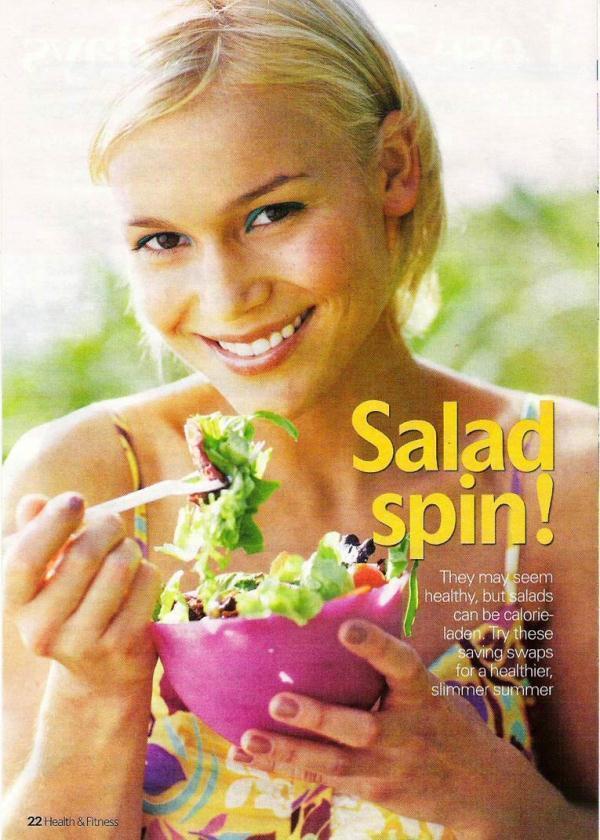 Salad
spin!
They may seem
healthy, but salads
can be calorie-
laden. Try these
saving swaps
for a healthier,
slimmer summer
22 Health & Fitness